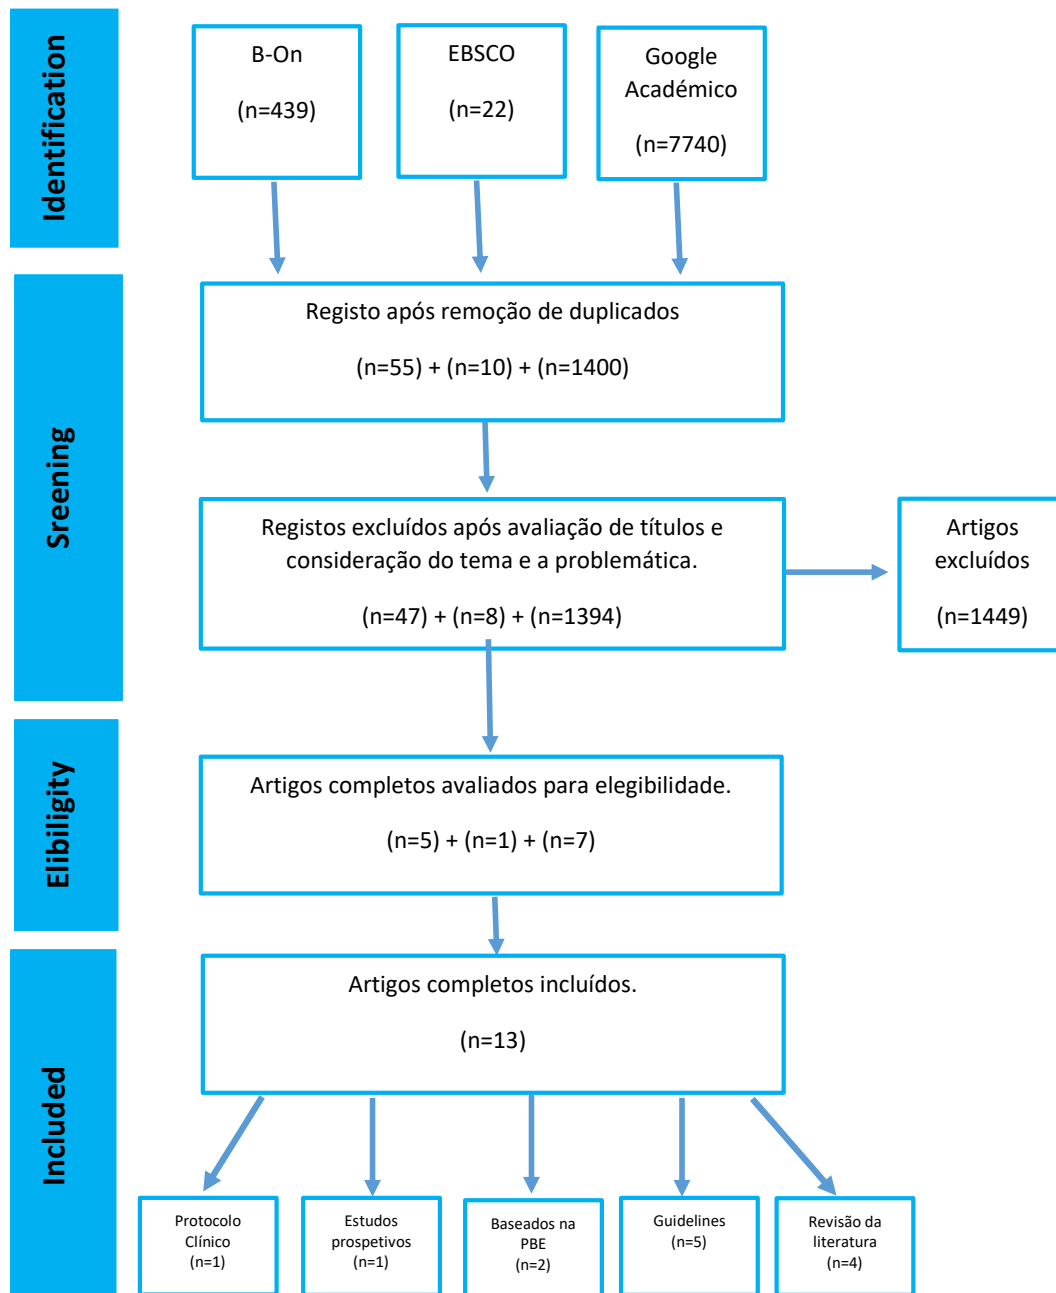 Identification
B-On
(n=439)
EBSCO
(n=22)
Google
Académico
(n=7740)
Sreening
Registo após remoção de duplicados
(n=55) + (n=10) + (n=1400)
Registos excluídos após avaliação de títulos e
consideração do tema e a problemática.
(n=47) + (n=8) + (n=1394)
Artigos
excluídos
(n=1449)
Elibiligity
Artigos completos avaliados para elegibilidade.
(n=5) + (n=1) + (n=7)
Included
Artigos completos incluídos.
(n=13)
Protocolo
Clínico
(n=1)
Estudos
prospetivos
(n=1)
Baseados na
PBE
(n=2)
Guidelines
(n=5)
Revisão da
literatura
(n=4)